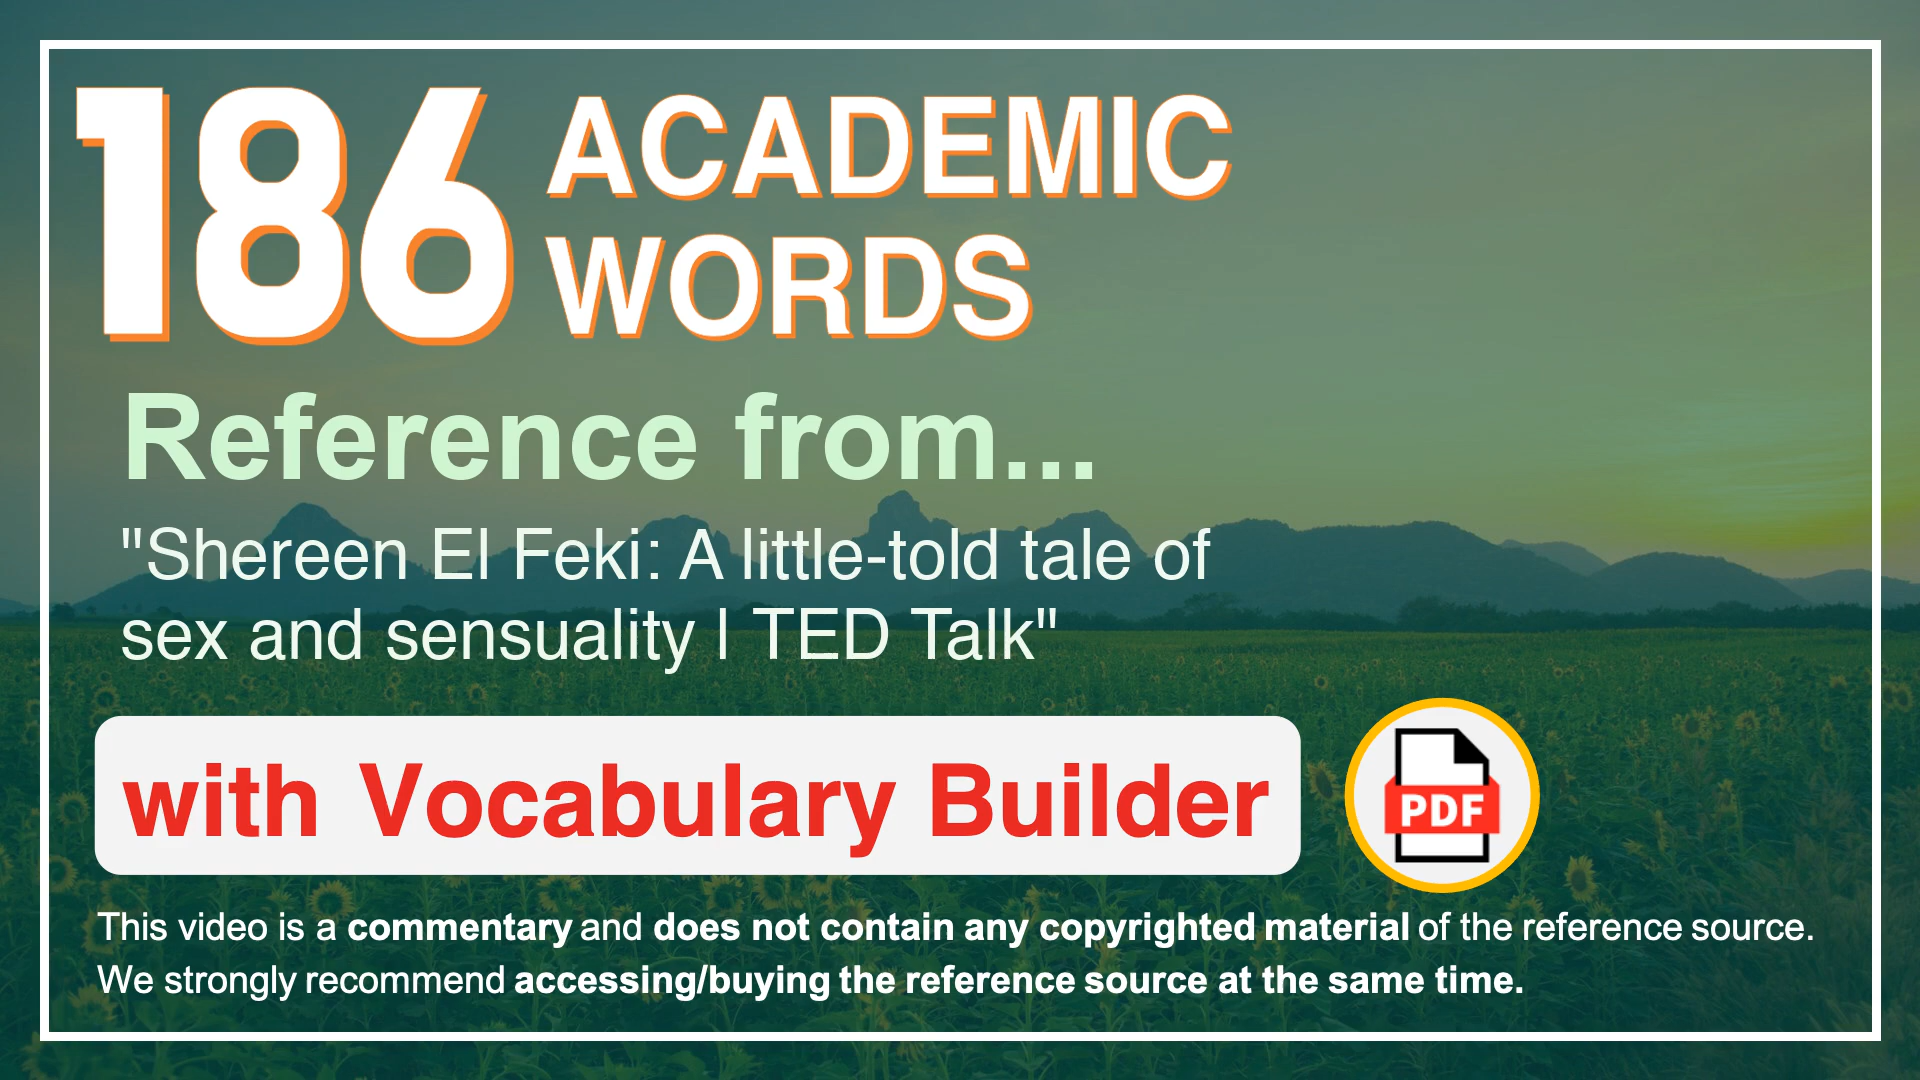 186 ACADEMIC
WORDS
Reference from...
"Shereen El Feki: A little-told tale of
sex and sensuality | TED Talk"
with Vocabulary Builder
PDF
This video is a commentary and does not contain any copyrighted material of the reference source.
We strongly recommend accessing/buying the reference source at the same time.